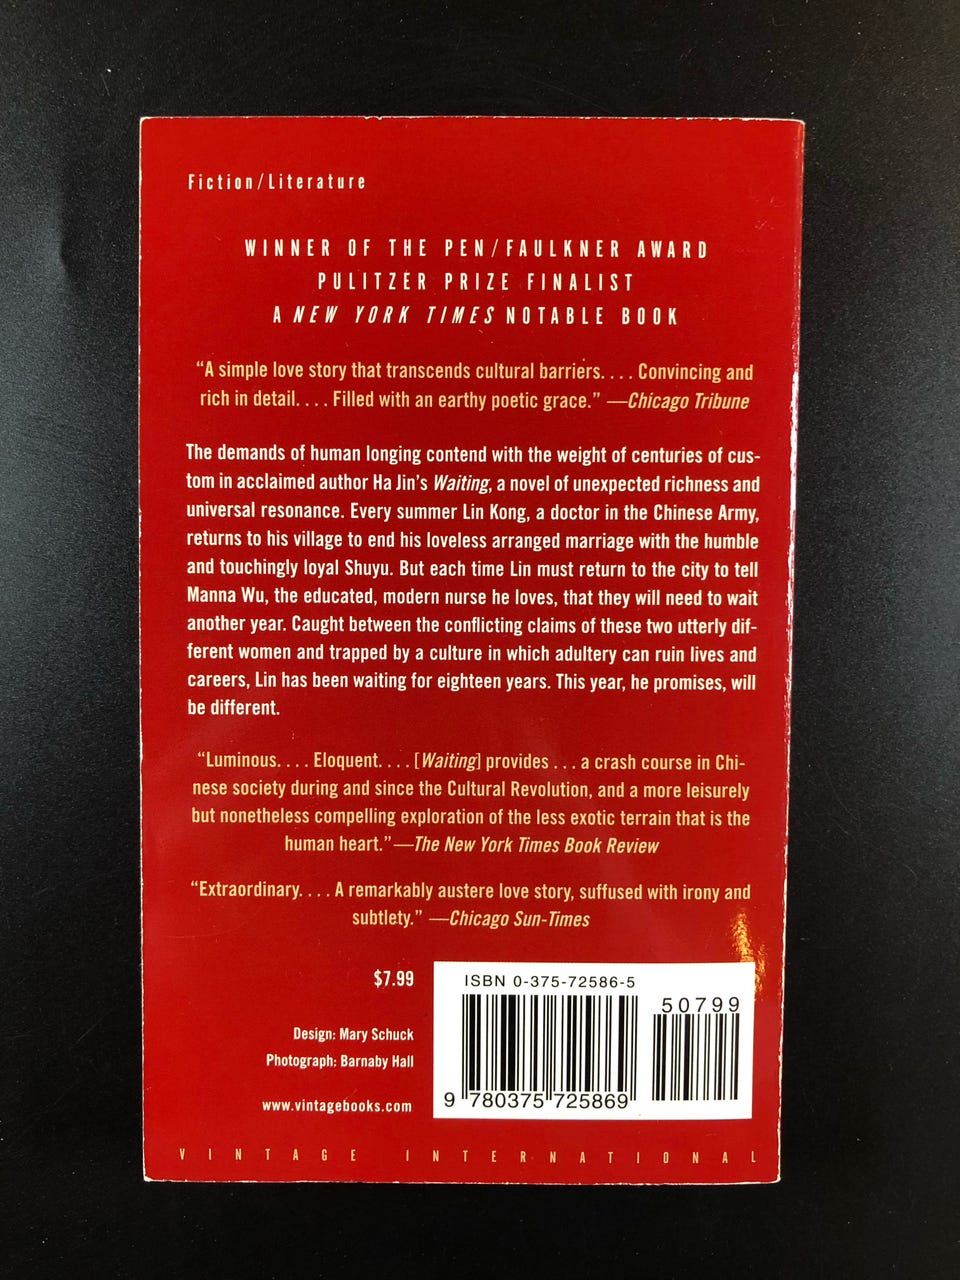 Fiction/Literature
WINNER OF THE PEN/FAULKNER AWARD
PULITZER PRIZE FINALIST
A NEW YORK TIMES NOTABLE BOOK
“A simple love story that transcends cultural barriers. . . . Convincing and
rich in detail. . . . Filled with an earthy poetic grace.” —Chicago Tribune
The demands of human longing contend with the weight of centuries of cus-
tom in acclaimed author Ha Jin’s Waiting, a novel of unexpected richness and
universal resonance. Every summer Lin Kong, a doctor in the Chinese Army,
returns to his village to end his loveless arranged marriage with the humble
and touchingly loyal Shuyu. But each time Lin must return to the city to tell
Manna Wu, the educated, modern nurse he loves, that they will need to wait
another year. Caught between the conflicting claims of these two utterly dif-
ferent women and trapped by a culture in which adultery can ruin lives and
careers, Lin has been waiting for eighteen years. This year, he promises, will
be different.
“Luminous. . . . Eloquent. . . . [Waiting] provides . . . a crash course in Chi-
nese society during and since the Cultural Revolution, and a more leisurely
but nonetheless compelling exploration of the less exotic terrain that is the
human heart.”—The New York Times Book Review
“Extraordinary. . . . A remarkably austere love story, suffused with irony and
subtlety.” —Chicago Sun-Times
$7.99
Design: Mary Schuck
Photograph: Barnaby Hall
www.vintagebooks.com
ISBN 0-375-72586-5
50799
9 780375 725869
VINTAGE INTERNATIONAL